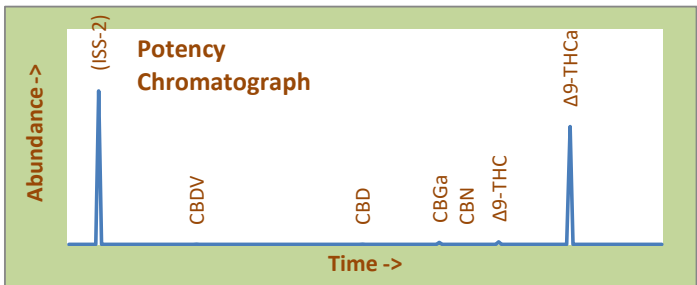 Potency
Chromatograph
Abundance ->
(ISS-2)
CBDV
CBD
CBGa
CBN
Δ9-THC
Δ9-THCa
Time ->